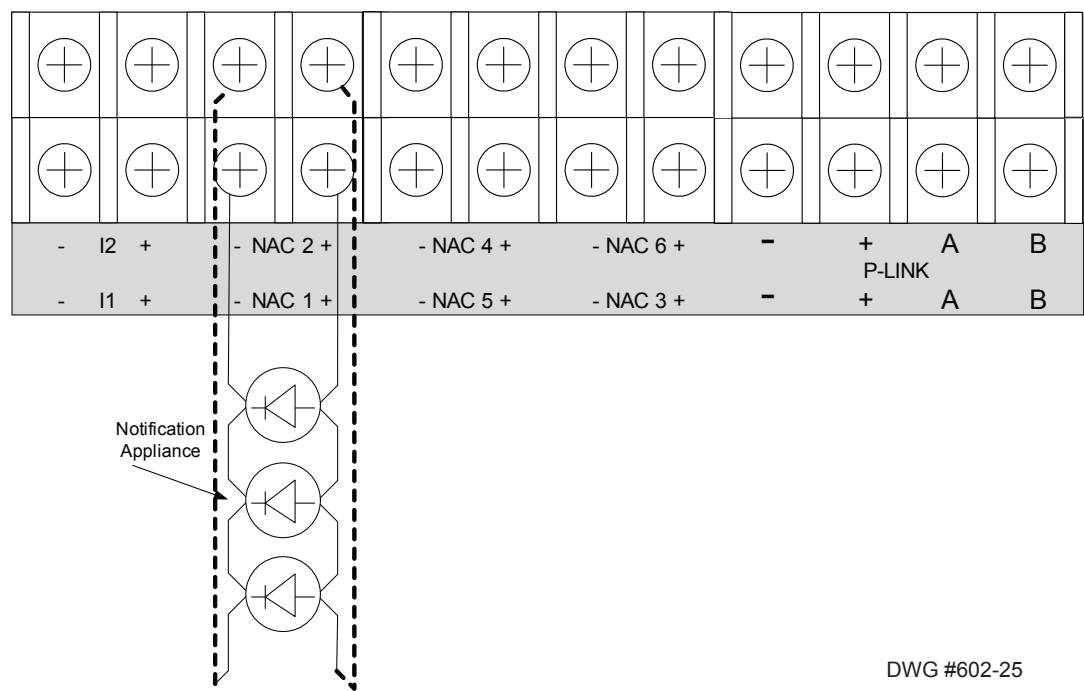 - I2 + - NAC 2 + - NAC 4 + - NAC 6 + - + A B
P-LINK
- I1 + - NAC 1 + - NAC 5 + - NAC 3 + - + A B
Notification
Appliance
DWG #602-25